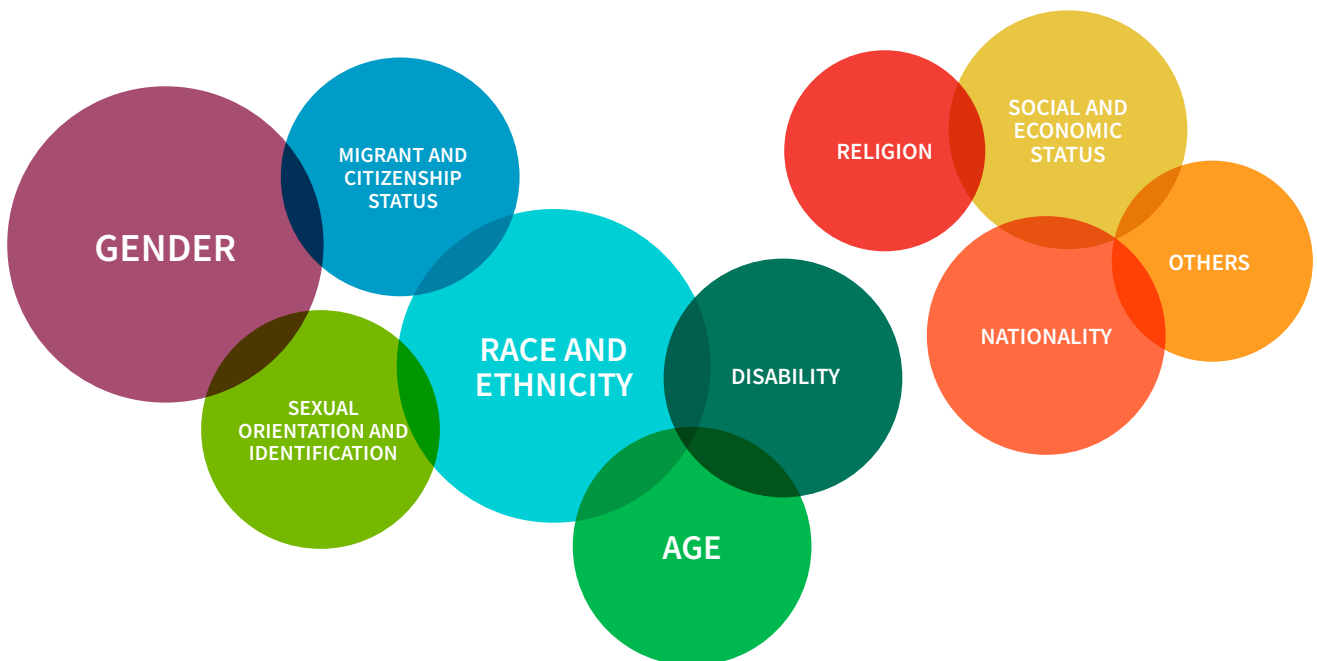 GENDER
MIGRANT AND
CITIZENSHIP
STATUS
SEXUAL
ORIENTATION AND
IDENTIFICATION
RACE AND
ETHNICITY
DISABILITY
AGE
RELIGION
SOCIAL AND
ECONOMIC
STATUS
NATIONALITY
OTHERS